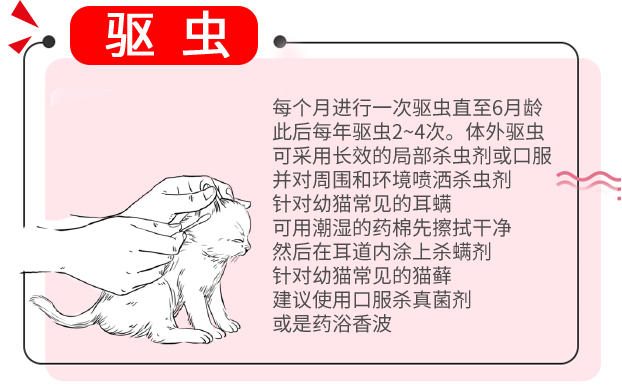 驱虫
每个月进行一次驱虫直至6月龄
此后每年驱虫2~4次。体外驱虫
可采用长效的局部杀虫剂或口服
并对周围和环境喷洒杀虫剂
针对幼猫常见的耳螨
可用潮湿的药棉先擦拭干净
然后在耳道内涂上杀螨剂
针对幼猫常见的猫藓
建议使用口服杀真菌剂
或是药浴香波